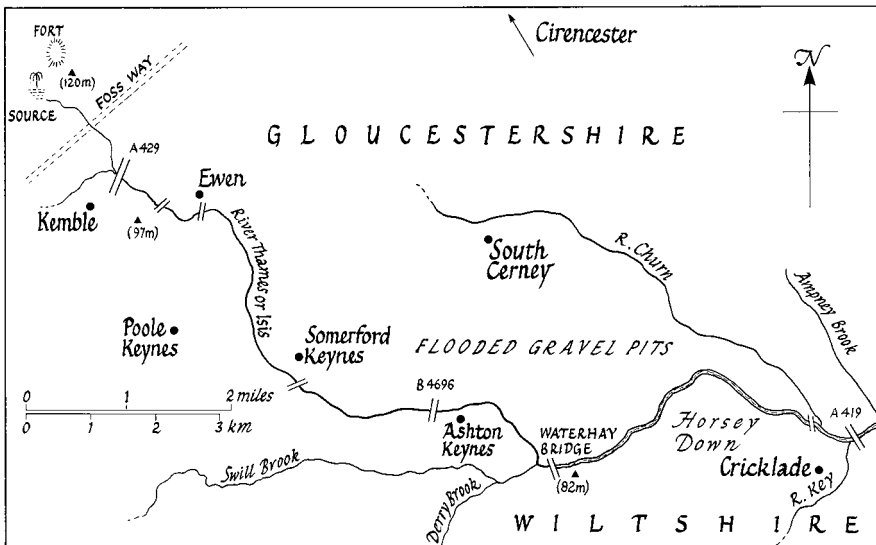 FORT
(120m)
SOURCE
FOSS WAY
Cirencester
N
GLOUCESTERSHIRE
A 429
Ewen
Kemble
(97m)
River Thames or Isis
South
Cerney
R. Churn
Ampney Brook
Poole
Keynes
Somerford
Keynes
FLOODED GRAVEL PITS
0 1 2 miles
0 1 2 3 km
B 4696
Ashton
Keynes
WATERHAY
BRIDGE
Horsey
Down
A 419
Swill Brook
Derry Brook
(82m)
Cricklade
R. Key
WILTSHIRE